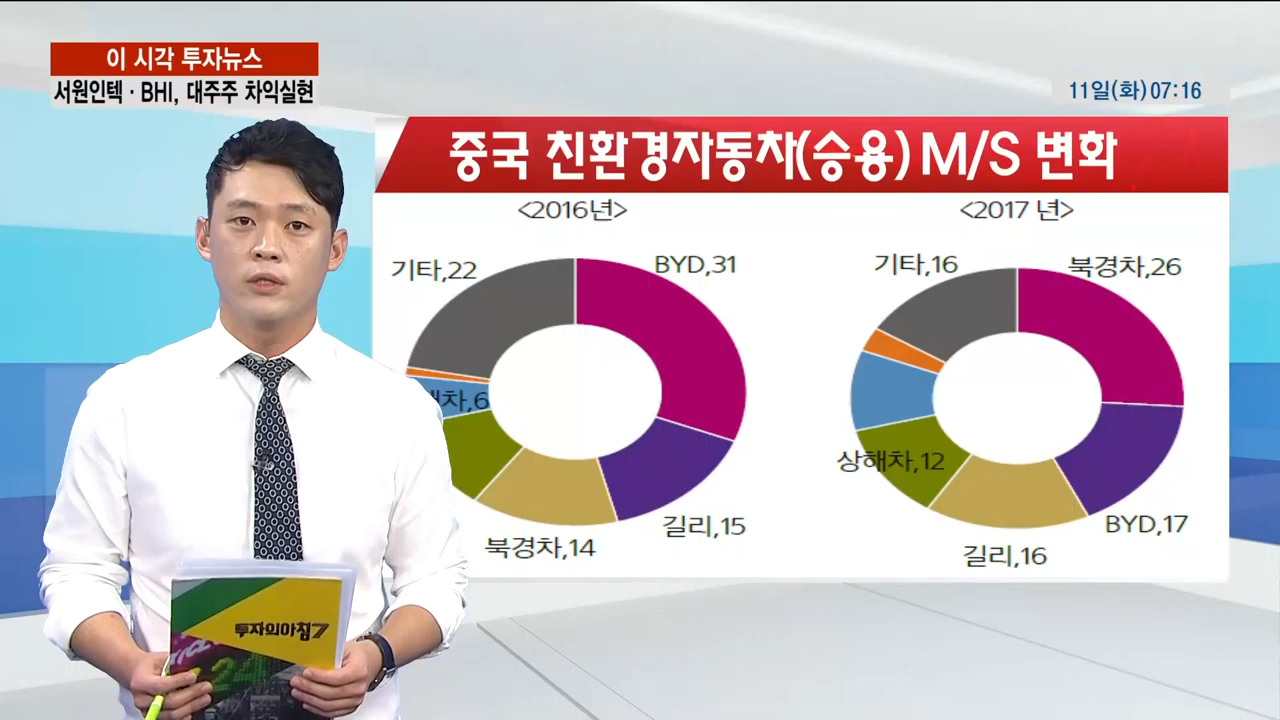 이 시각 투자뉴스
서원인텍·BHI, 대주주 차익실현
11일(화)07:16
중국 친환경자동차(승용) M/S 변화
<2016년>
기타,22
BYD,31
해차,6
길리,15
북경차,14
<2017 년>
기타,16
북경차,26
상해차,12
BYD,17
길리,16
투자의아침7
24